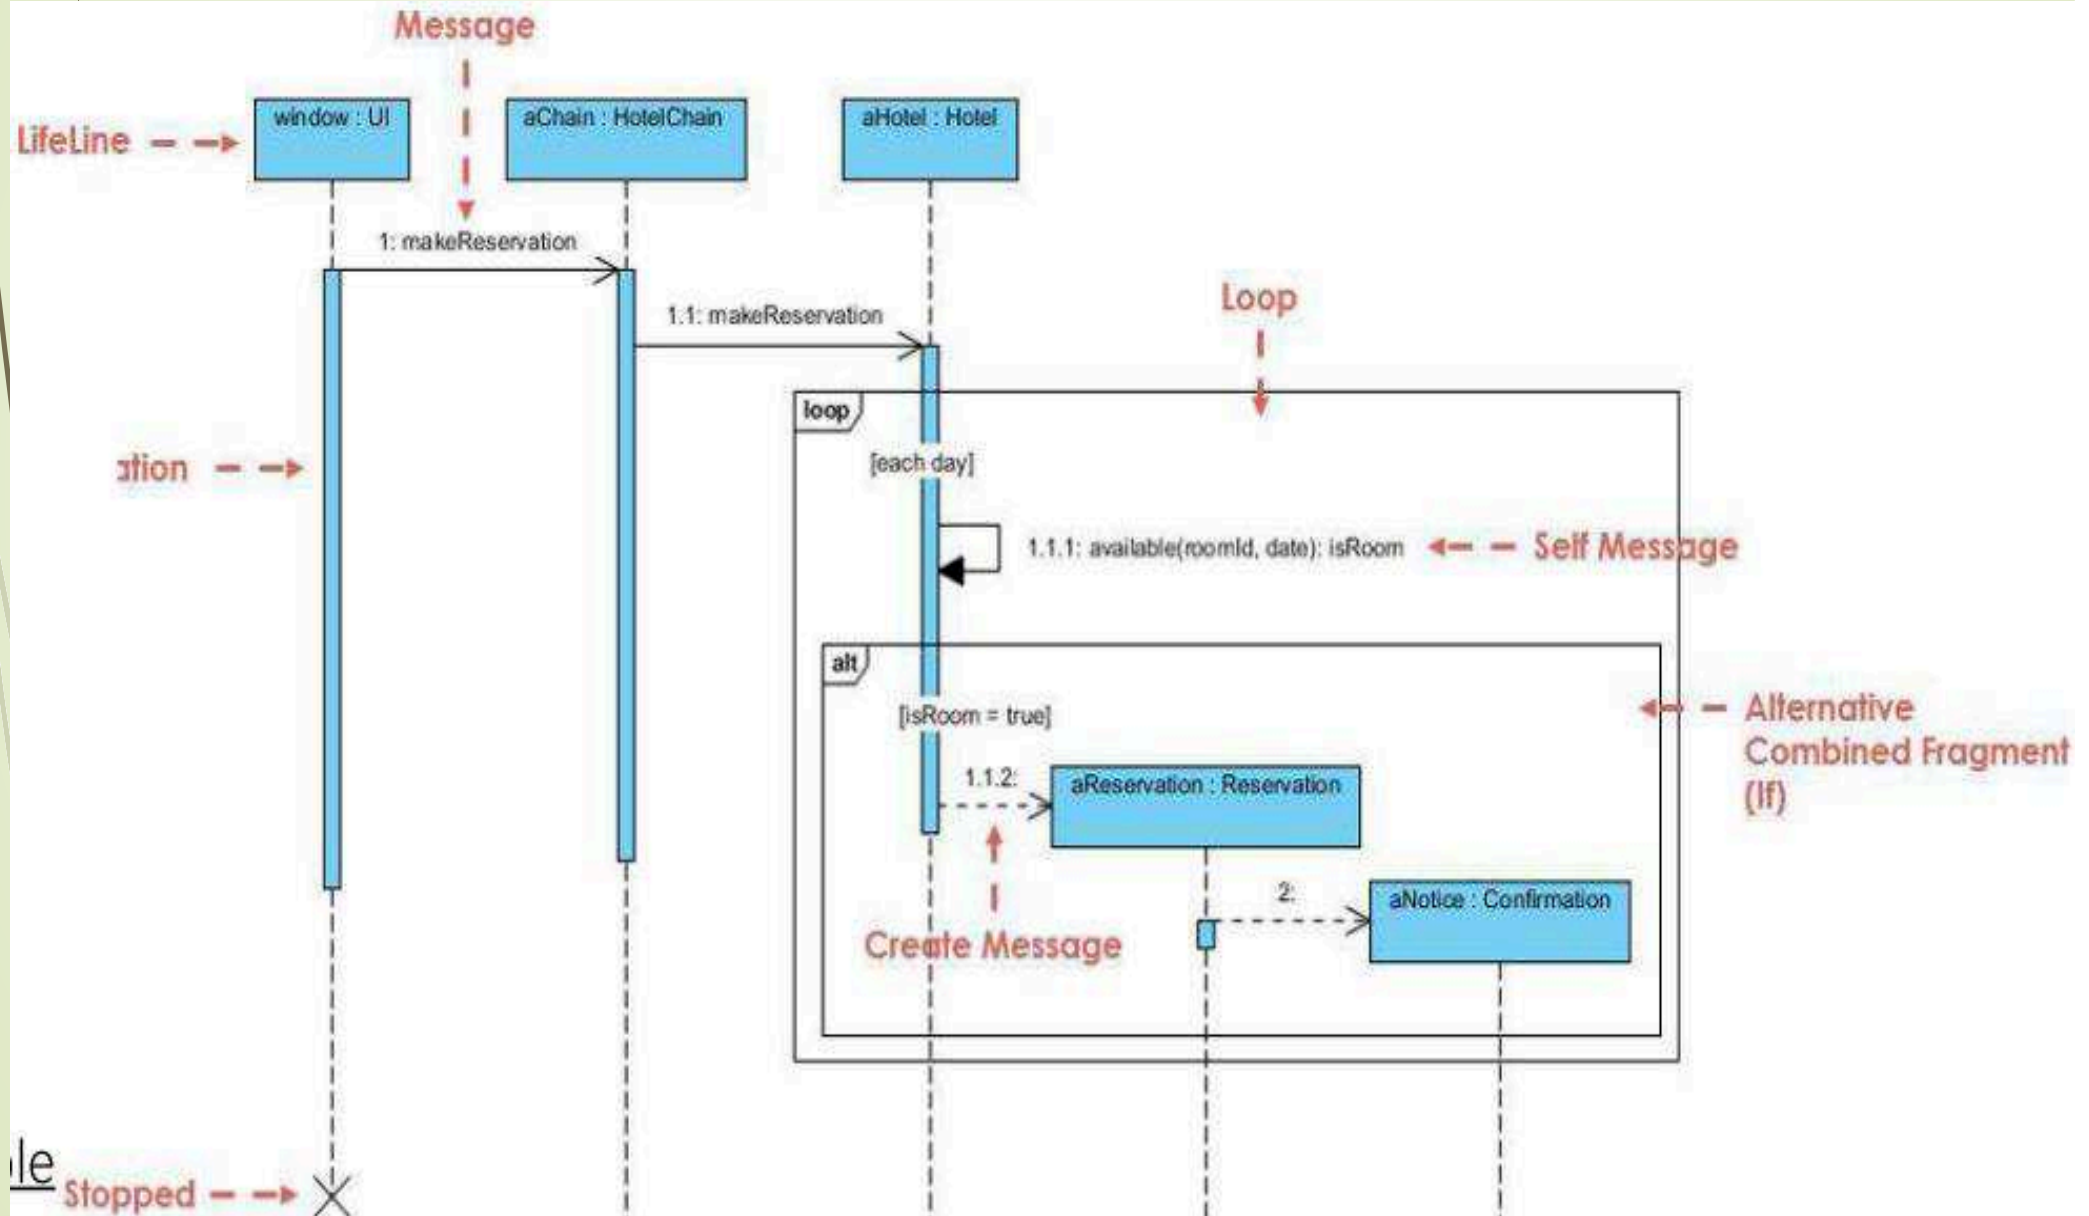 Message
LifeLine
window : UI
aChain : HotelChain
aHotel : Hotel
1: makeReservation
1.1: makeReservation
Loop
loop
[each day]
ation
1.1.1: available(roomId, date): isRoom
Self Message
alt
[isRoom = true]
Alternative
Combined Fragment
(If)
1.1.2:
aReservation : Reservation
2:
aNotice : Confirmation
Create Message
le
Stopped